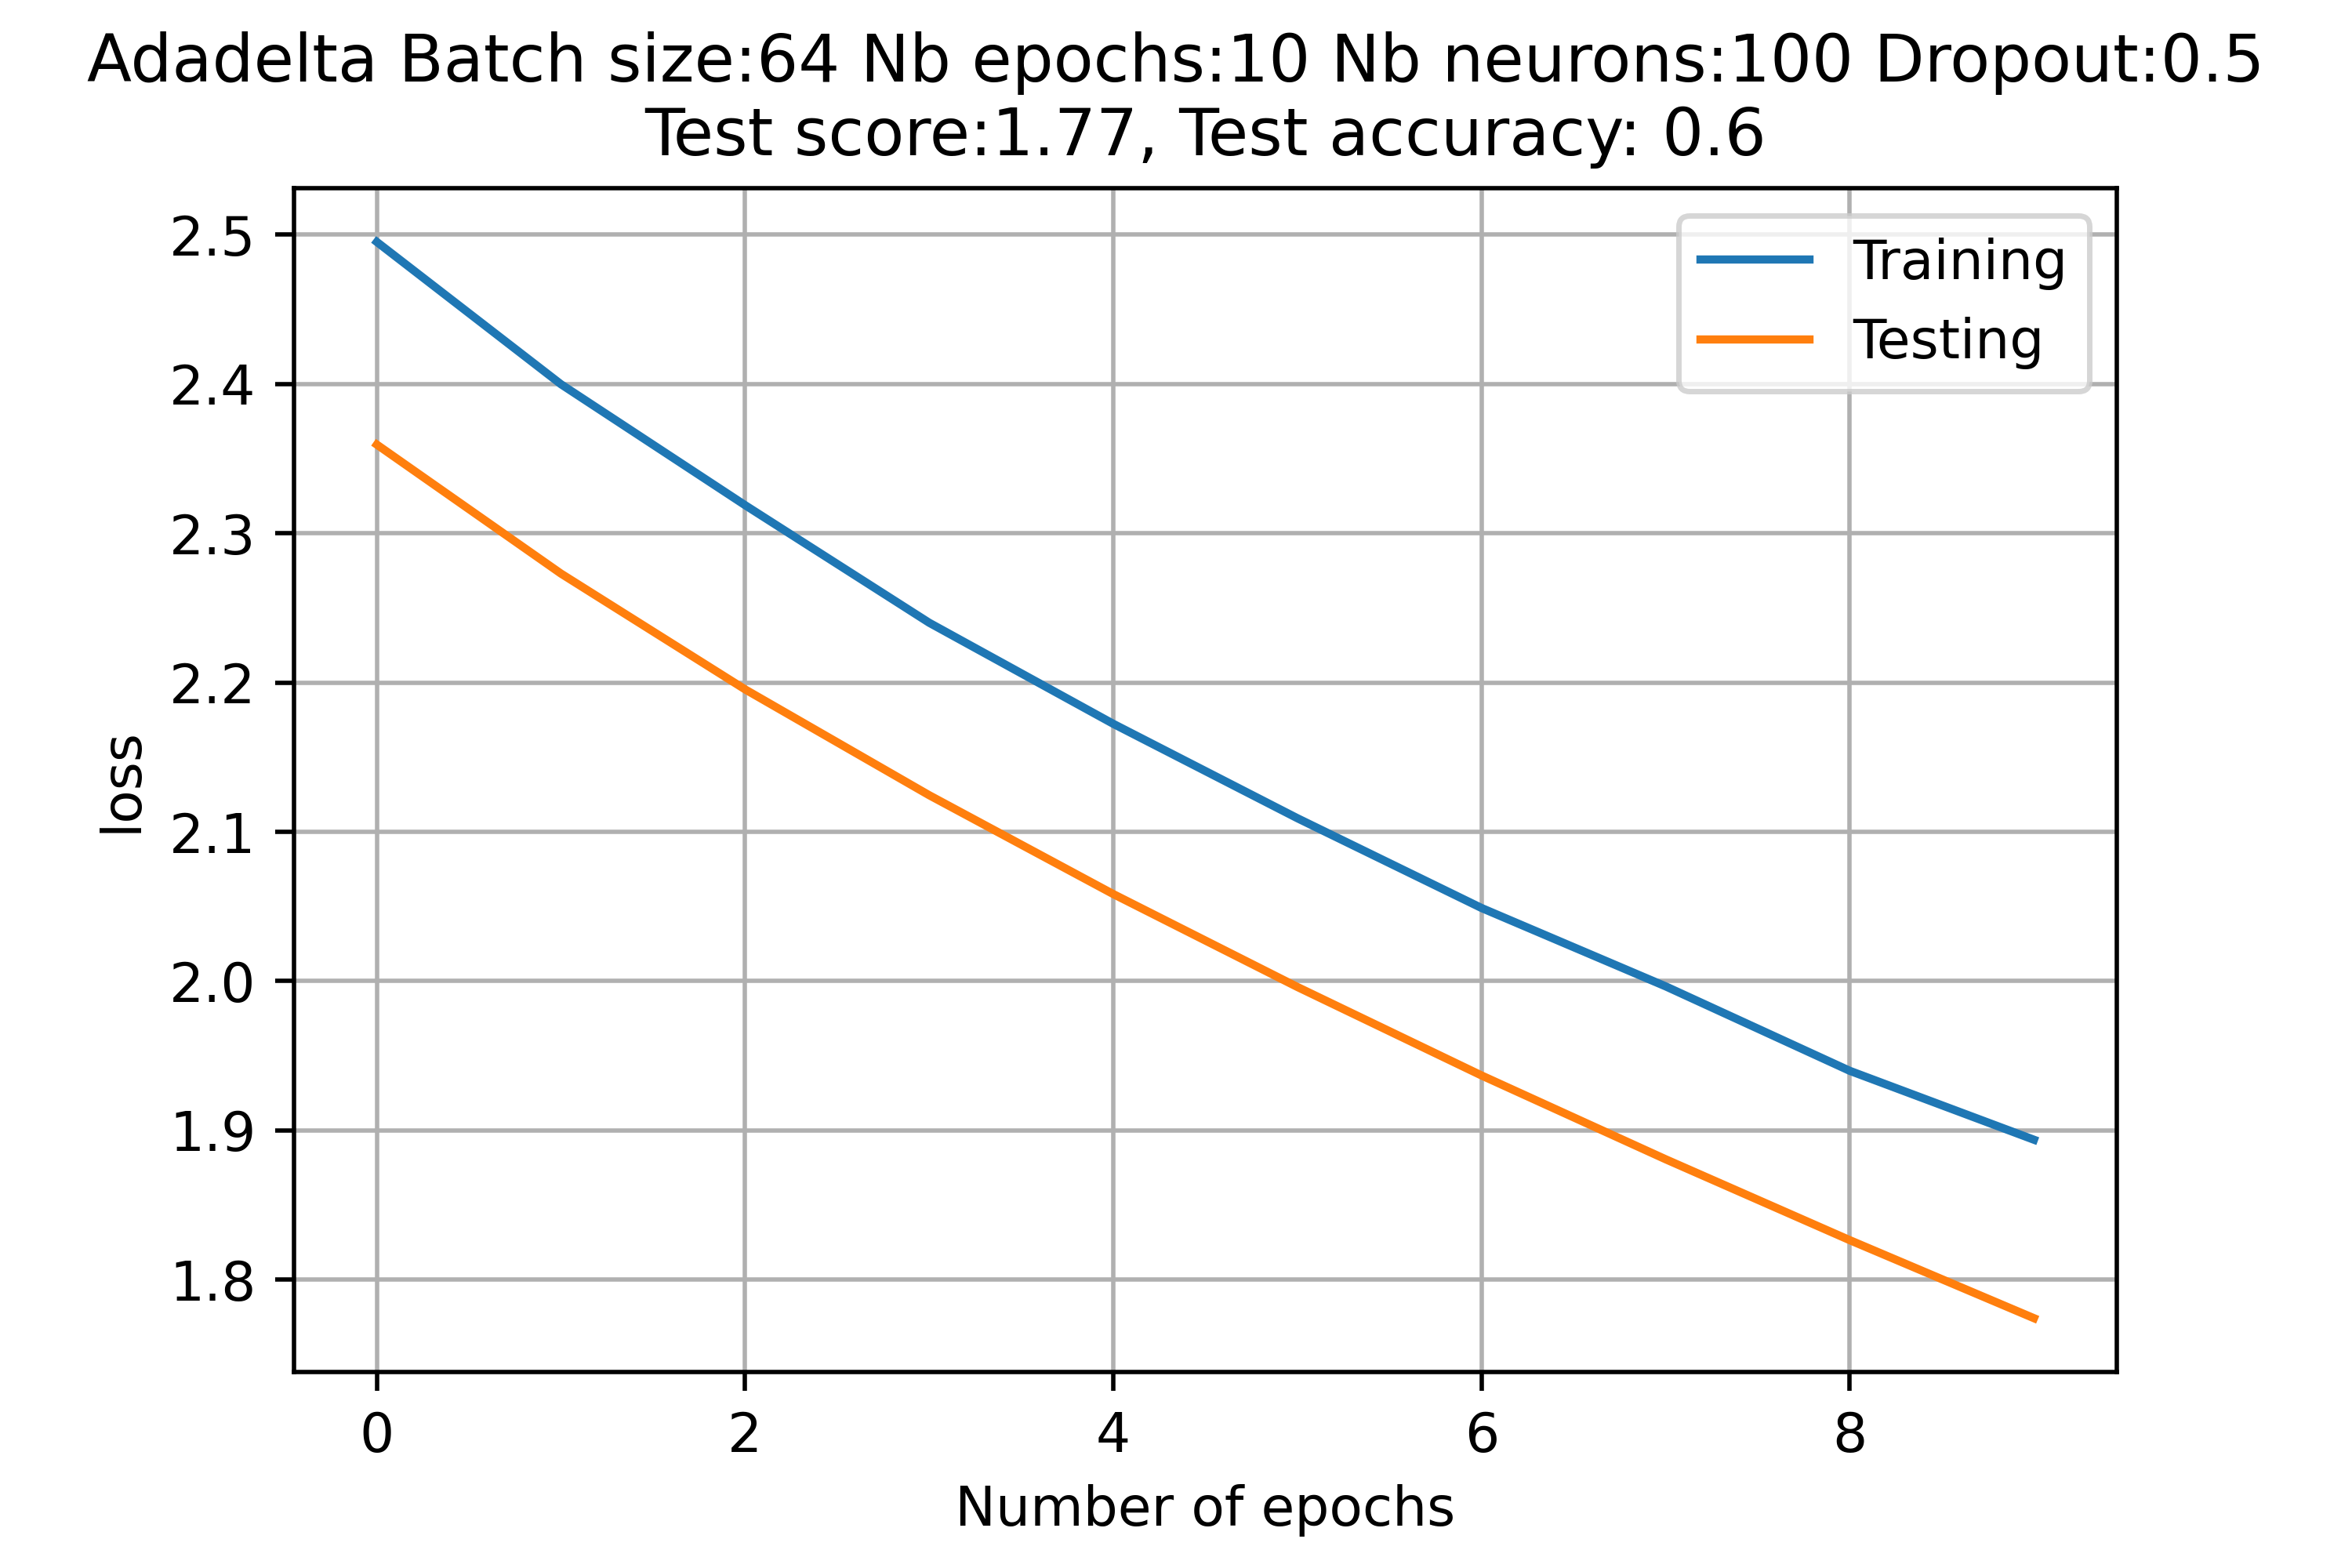 Adadelta Batch size:64 Nb epochs:10 Nb neurons:100 Dropout:0.5
Test score:1.77, Test accuracy: 0.6
Training
Testing
2.5
2.4
2.3
2.2
2.1
2.0
1.9
1.8
loss
0 2 4 6 8
Number of epochs